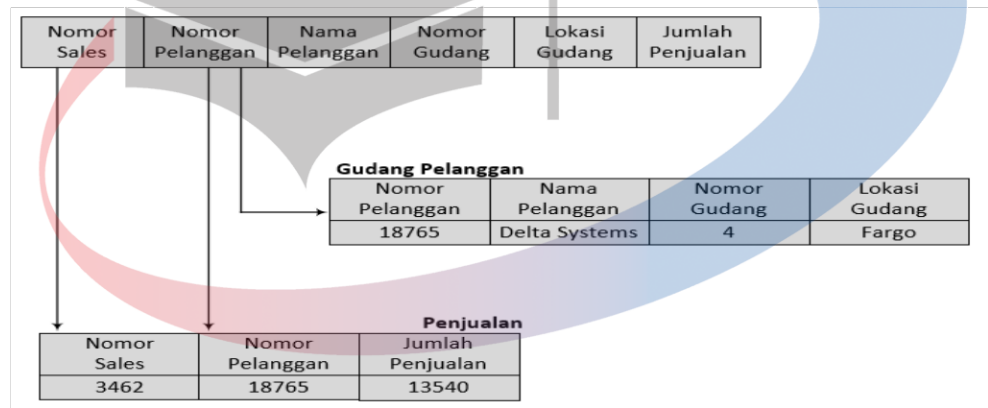 Nomor Sales Nomor Pelanggan Nama Pelanggan Nomor Gudang Lokasi Gudang Jumlah Penjualan
Gudang Pelanggan
Nomor Pelanggan Nama Pelanggan Nomor Gudang Lokasi Gudang
18765 Delta Systems 4 Fargo
Penjualan
Nomor Sales Nomor Pelanggan Jumlah Penjualan
3462 18765 13540